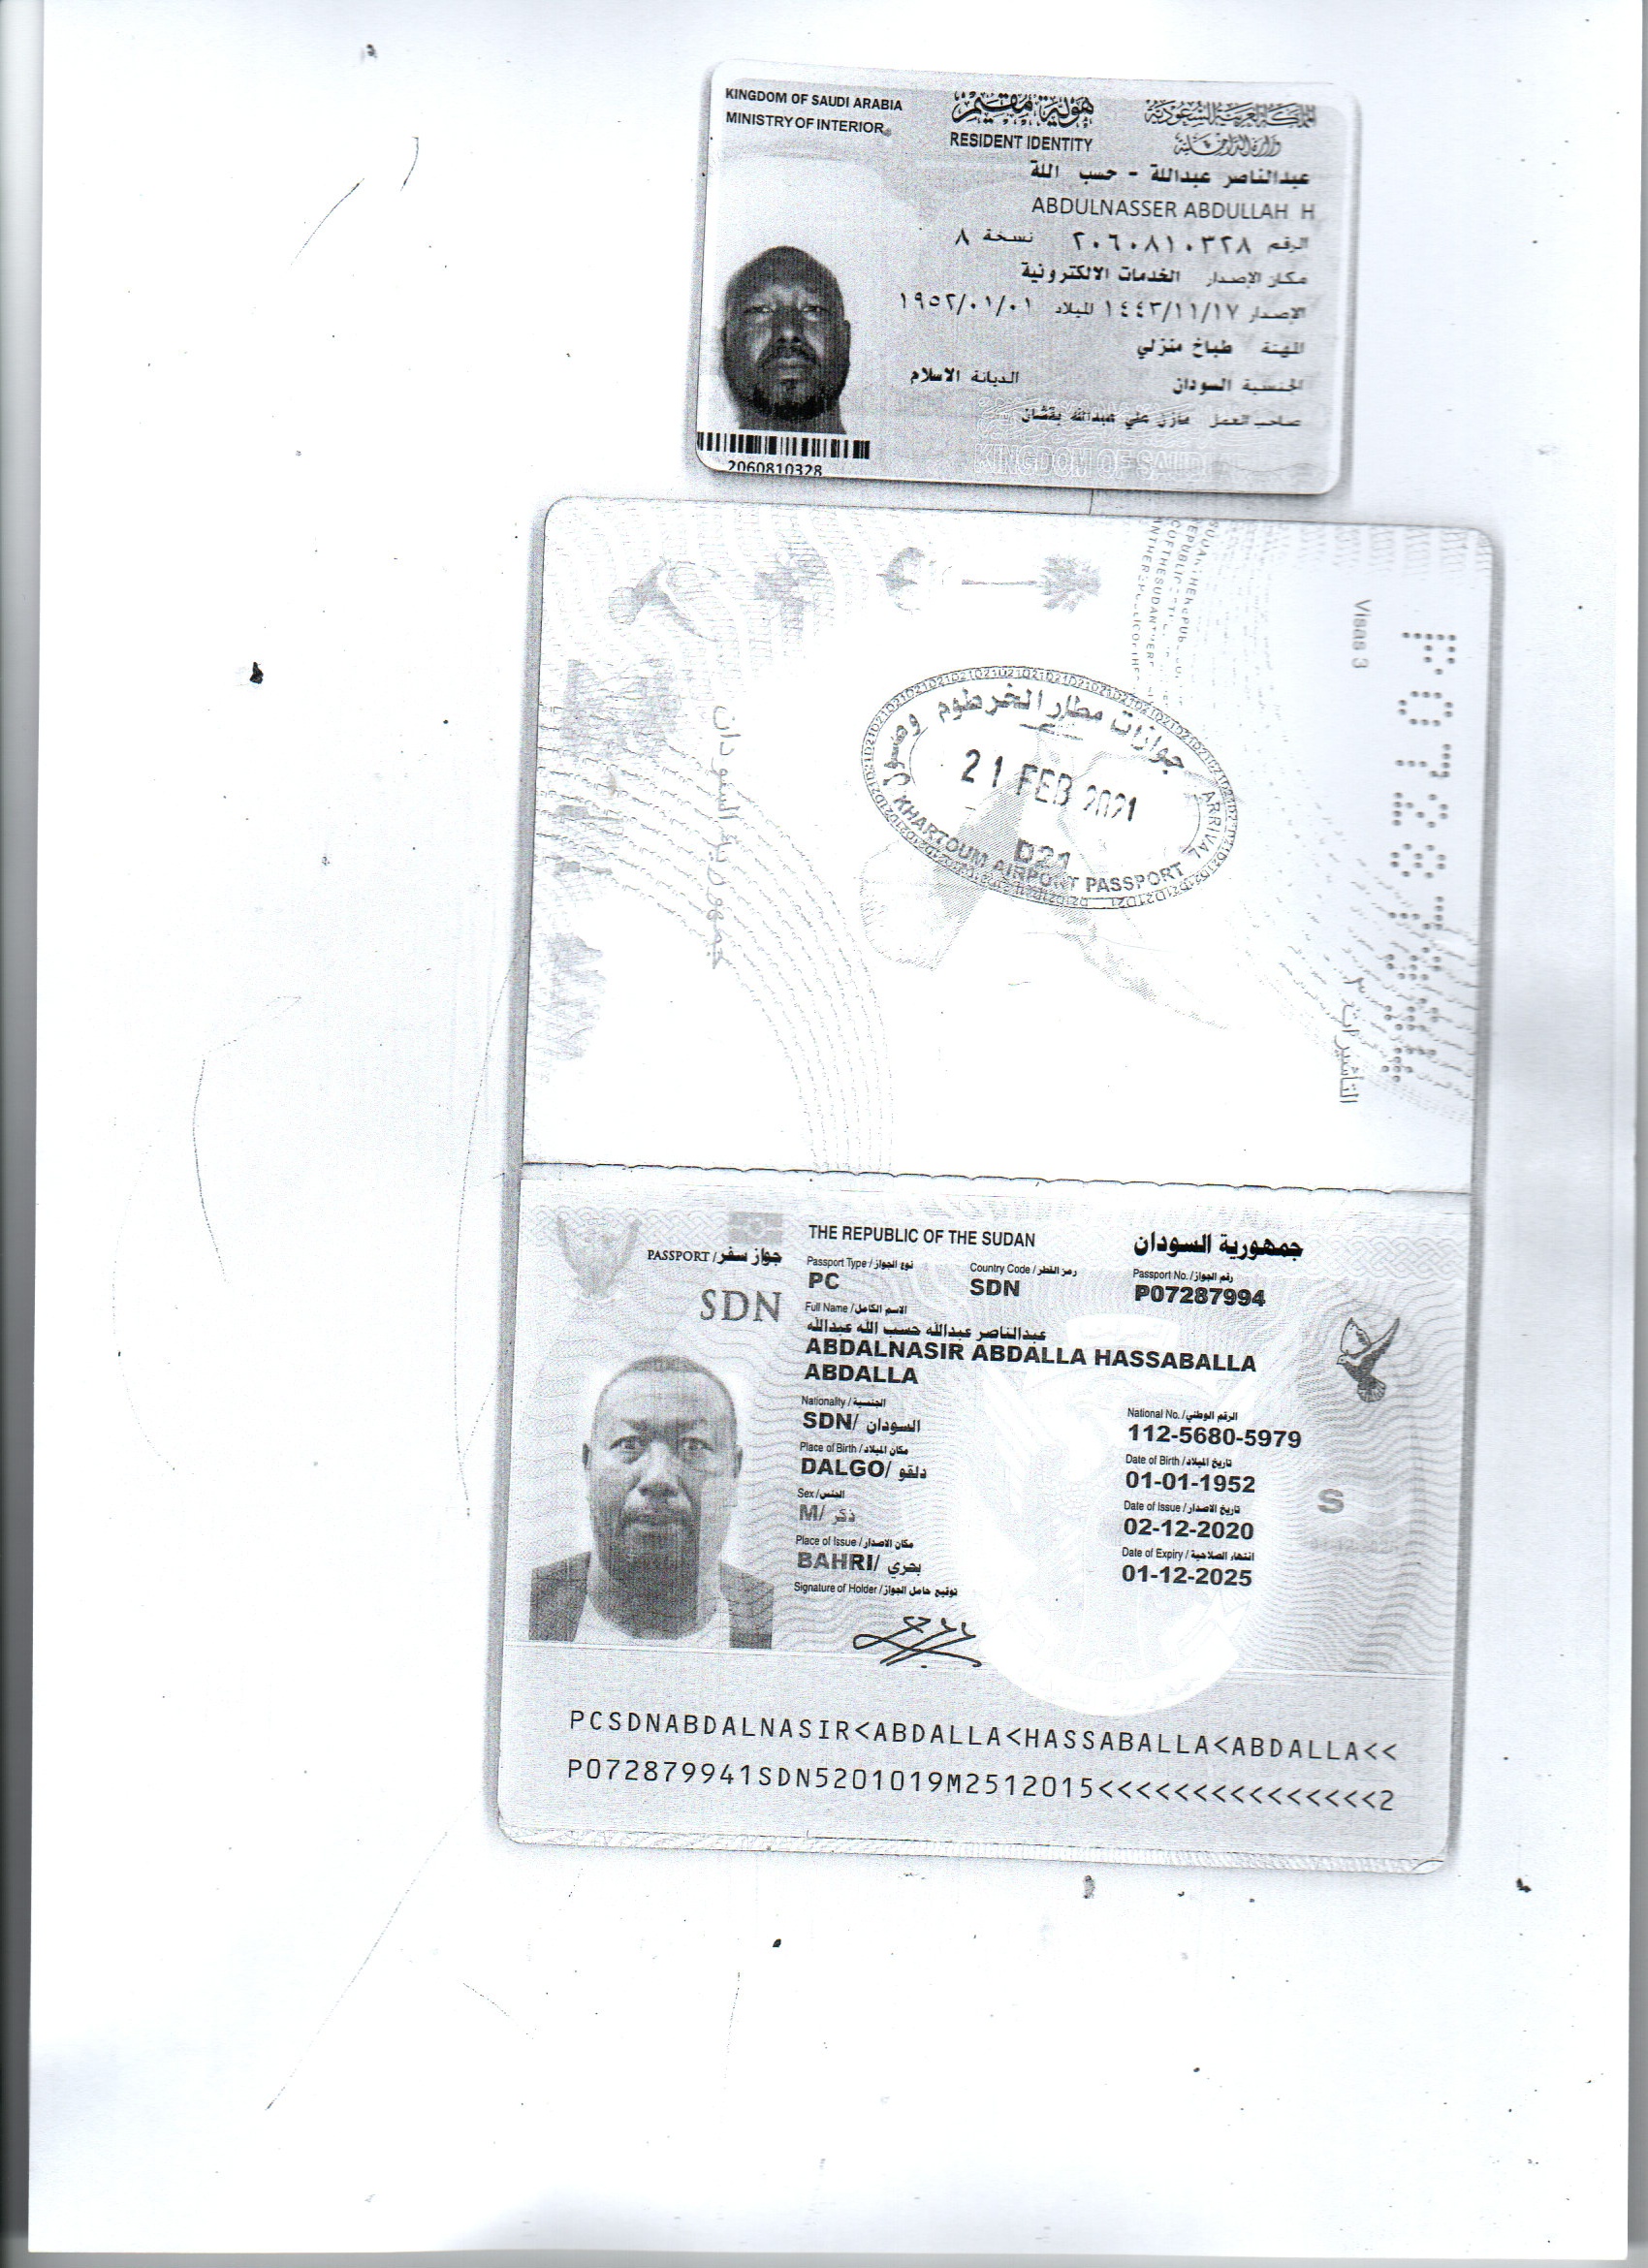 KINGDOM OF SAUDI ARABIA
MINISTRY OF INTERIOR
هوية مقيم
RESIDENT IDENTITY
المملكة العربية السعودية
وزارة الداخلية
عبدالناصر عبداللة - حسب اللة
ABDULNASSER ABDULLAH H
الرقم ٢٠٦٠٨١٠٣٢٨ نسخة ٨
مكان الإصدار الخدمات الالكترونية
الإصدار ١٤٤٣/١١/١٧ الميلاد ١٩٥٢/٠١/٠١
المهنة طباخ منزلي
الجنسية السودان الديانة الاسلام
صاحب العمل مازن علي عبدالله بقشان
KINGDOM OF SAUDI
2060810328
Visas 3
التأشيرات ٣
جمهورية السودان
جوازات مطار الخرطوم
وصول
21 FEB 2021
D21
KHARTOUM AIRPORT PASSPORT
ARRIVAL
THE REPUBLIC OF THE SUDAN
جمهورية السودان
PASSPORT / جواز سفر
SDN
Passport Type / نوع الجواز
PC
Country Code / رمز القطر
SDN
Passport No. / رقم الجواز
P07287994
Full Name / الاسم الكامل
عبدالناصر عبدالله حسب الله عبدالله
ABDALNASIR ABDALLA HASSABALLA
ABDALLA
Nationality / الجنسية
SDN/ السودان
National No. / الرقم الوطني
112-5680-5979
Place of Birth / مكان الميلاد
DALGO/ دلقو
Date of Birth / تاريخ الميلاد
01-01-1952
Sex / الجنس
M/ ذكر
Date of Issue / تاريخ الاصدار
02-12-2020
S
Place of Issue / مكان الاصدار
BAHRI/ بحري
Date of Expiry / انتهاء الصلاحية
01-12-2025
Signature of Holder / توقيع حامل الجواز
PCSDNABDALNASIR<ABDALLA<HASSABALLA<ABDALLA<<
P072879941SDN5201019M2512015<<<<<<<<<<<<<<<2